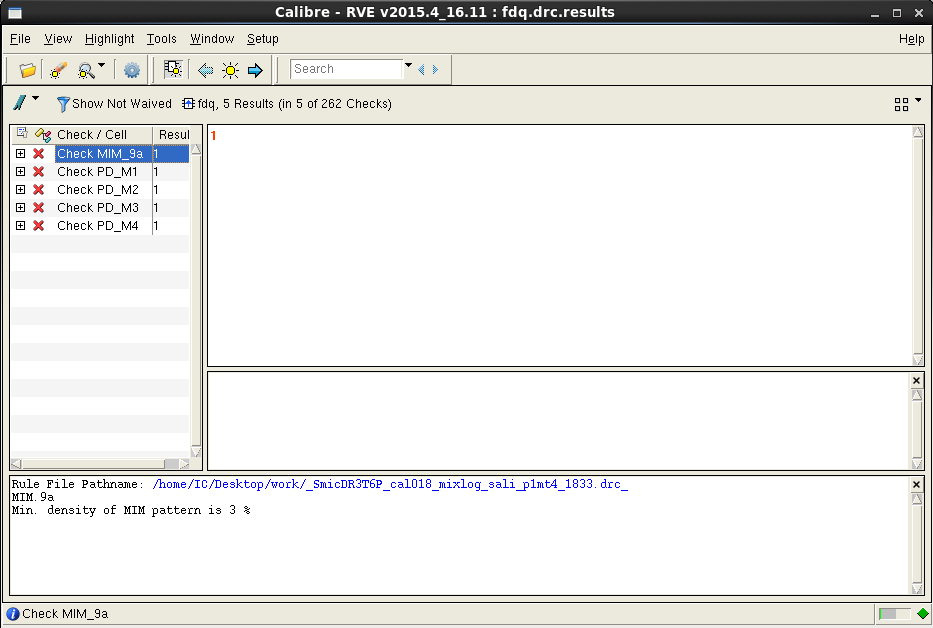 Calibre - RVE v2015.4_16.11 : fdq.drc.results
File View Highlight Tools Window Setup Help
Search
Show Not Waived fdq, 5 Results (in 5 of 262 Checks)
Check / Cell Resul
Check MIM_9a 1
Check PD_M1 1
Check PD_M2 1
Check PD_M3 1
Check PD_M4 1
1
Rule File Pathname: /home/IC/Desktop/work/_SmicDR3T6P_cal018_mixlog_sali_p1mt4_1833.drc_
MIM.9a
Min. density of MIM pattern is 3 %
Check MIM_9a